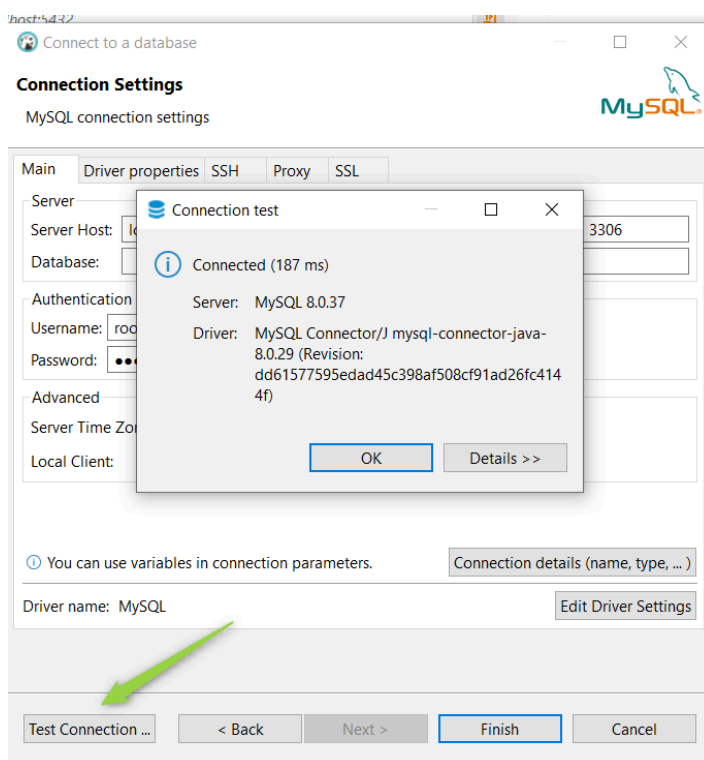 host:5432
Connect to a database
Connection Settings
MySQL connection settings
MySQL
Main Driver properties SSH Proxy SSL
Server
Server Host:
3306
Database:
Authentication
Username: roo
Password:
Advanced
Server Time Zo
Local Client:
Connection test
Connected (187 ms)
Server: MySQL 8.0.37
Driver: MySQL Connector/J mysql-connector-java-
8.0.29 (Revision:
dd61577595edad45c398af508cf91ad26fc414
4f)
OK Details >>
You can use variables in connection parameters.
Connection details (name, type, ... )
Driver name: MySQL
Edit Driver Settings
Test Connection ... < Back Next > Finish Cancel